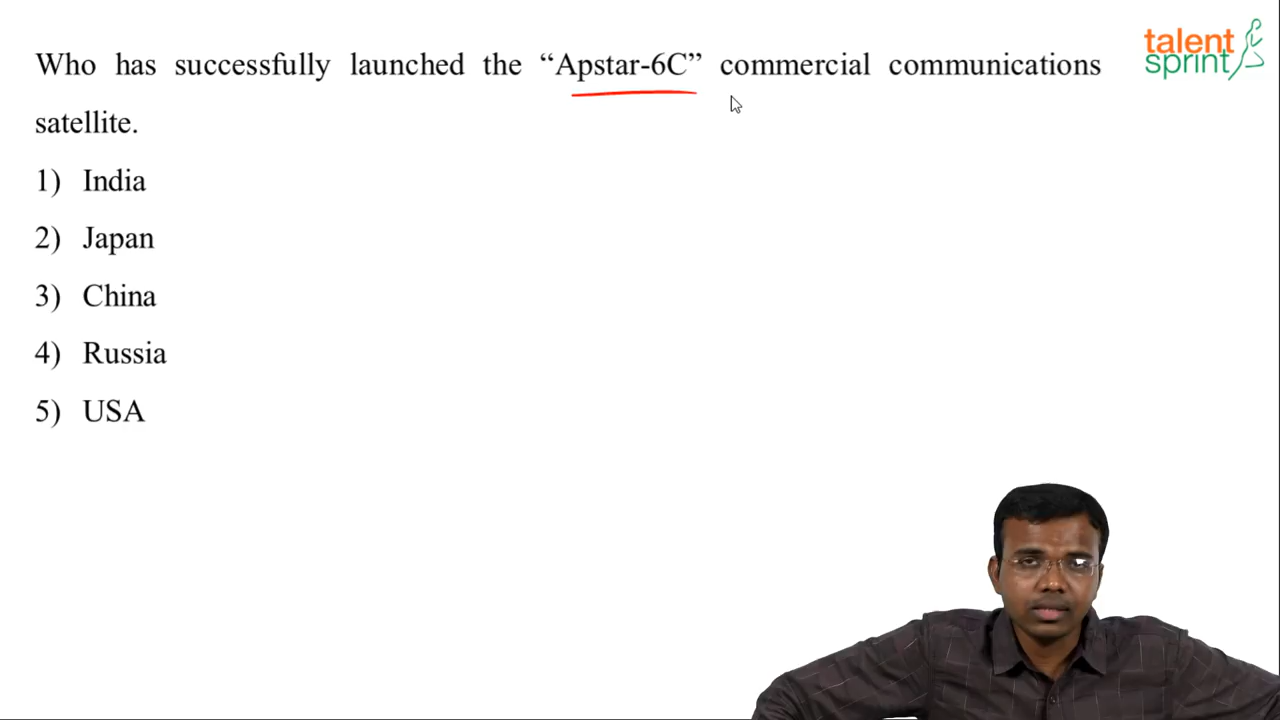 Who has successfully launched the “Apstar-6C” commercial communications
satellite.
1) India
2) Japan
3) China
4) Russia
5) USA
talent
sprint